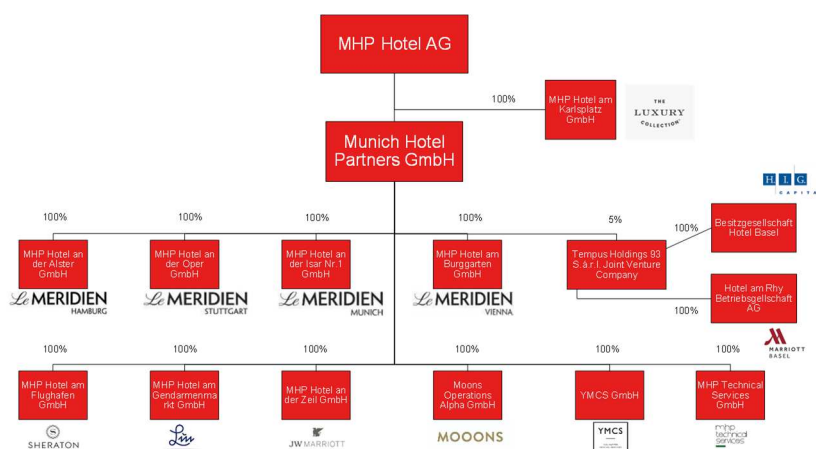 MHP Hotel AG
100%
MHP Hotel am
Karlsplatz
GmbH
THE
LUXURY
COLLECTION
Munich Hotel
Partners GmbH
H.I.G.
CAPITA
100%
100%
100%
100%
5%
100%
Besitzgesellschaft
Hotel Basel
MHP Hotel an
der Alster
GmbH
MHP Hotel an
der Oper
GmbH
MHP Hotel an
der Isar Nr.1
GmbH
MHP Hotel am
Burggarten
GmbH
Tempus Holdings 93
S.á.r.l. Joint Venture
Company
Le MERIDIEN
HAMBURG
Le MERIDIEN
STUTTGART
Le MERIDIEN
MUNICH
Le MERIDIEN
VIENNA
100%
Hotel am Rhy
Betriebsgellschaft
AG
MARRIOTT
BASEL
100%
100%
100%
100%
100%
100%
MHP Hotel am
Flughafen
GmbH
MHP Hotel am
Gendarmenma
rkt GmbH
MHP Hotel an
der Zeil GmbH
Moons
Operations
Alpha GmbH
YMCS GmbH
MHP Technical
Services
GmbH
S
SHERATON
JW MARRIOTT
MOOONS
YMCS
mhp
technical
services